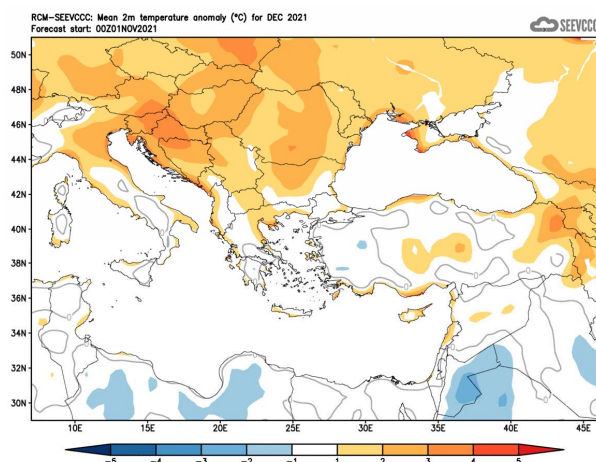 RCM-SEEVCCC: Mean 2m temperature anomaly (°C) for DEC 2021
Forecast start: 00Z01NOV2021
SEEVCCC
50N
48N
46N
44N
42N
40N
38N
36N
34N
32N
30N
10E 15E 20E 25E 30E 35E 40E 45E
-5 -4 -3 -2 -1 1 2 3 4 5